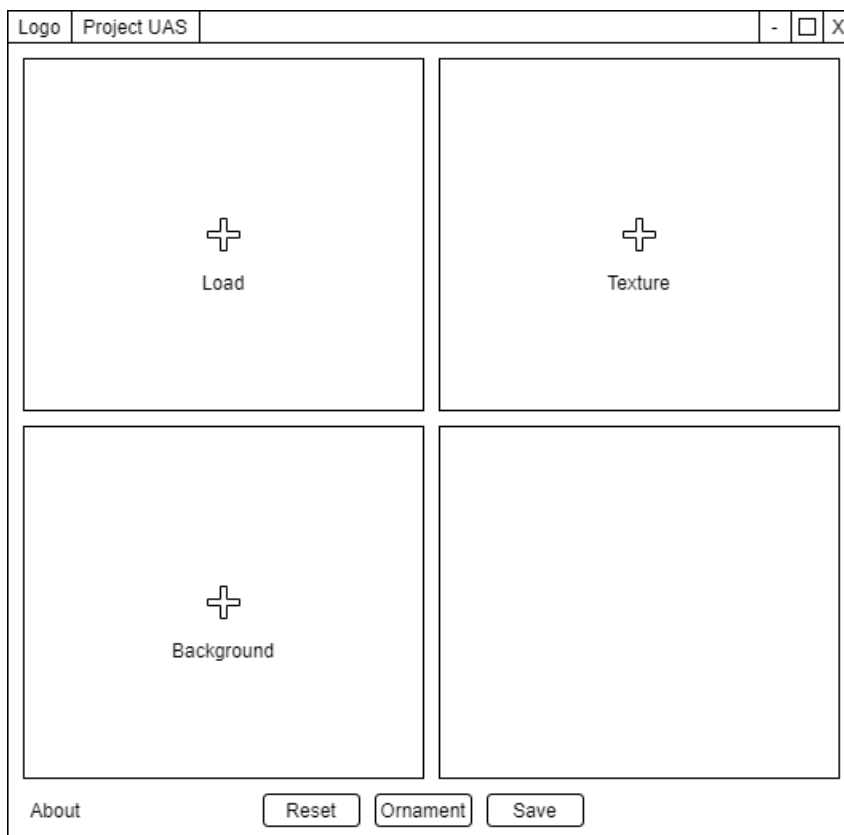 Logo Project UAS - X
Load
Texture
Background
About Reset Ornament Save